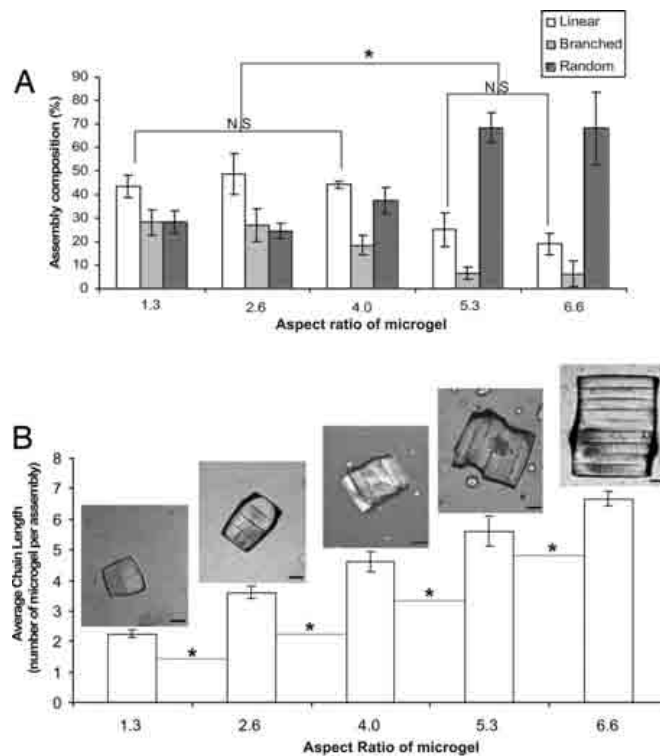 Linear
Branched
Random
A
*
N.S
N.S
Assembly composition (%)
90
80
70
60
50
40
30
20
10
0
1.3 2.6 4.0 5.3 6.6
Aspect ratio of microgel
B
Average Chain Length
(number of microgel per assembly)
8
7
6
5
4
3
2
1
0
* * * *
1.3 2.6 4.0 5.3 6.6
Aspect Ratio of microgel